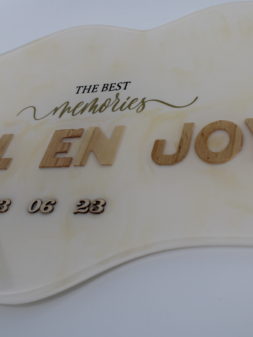 THE BEST
memories
L EN JOY
3 06 23